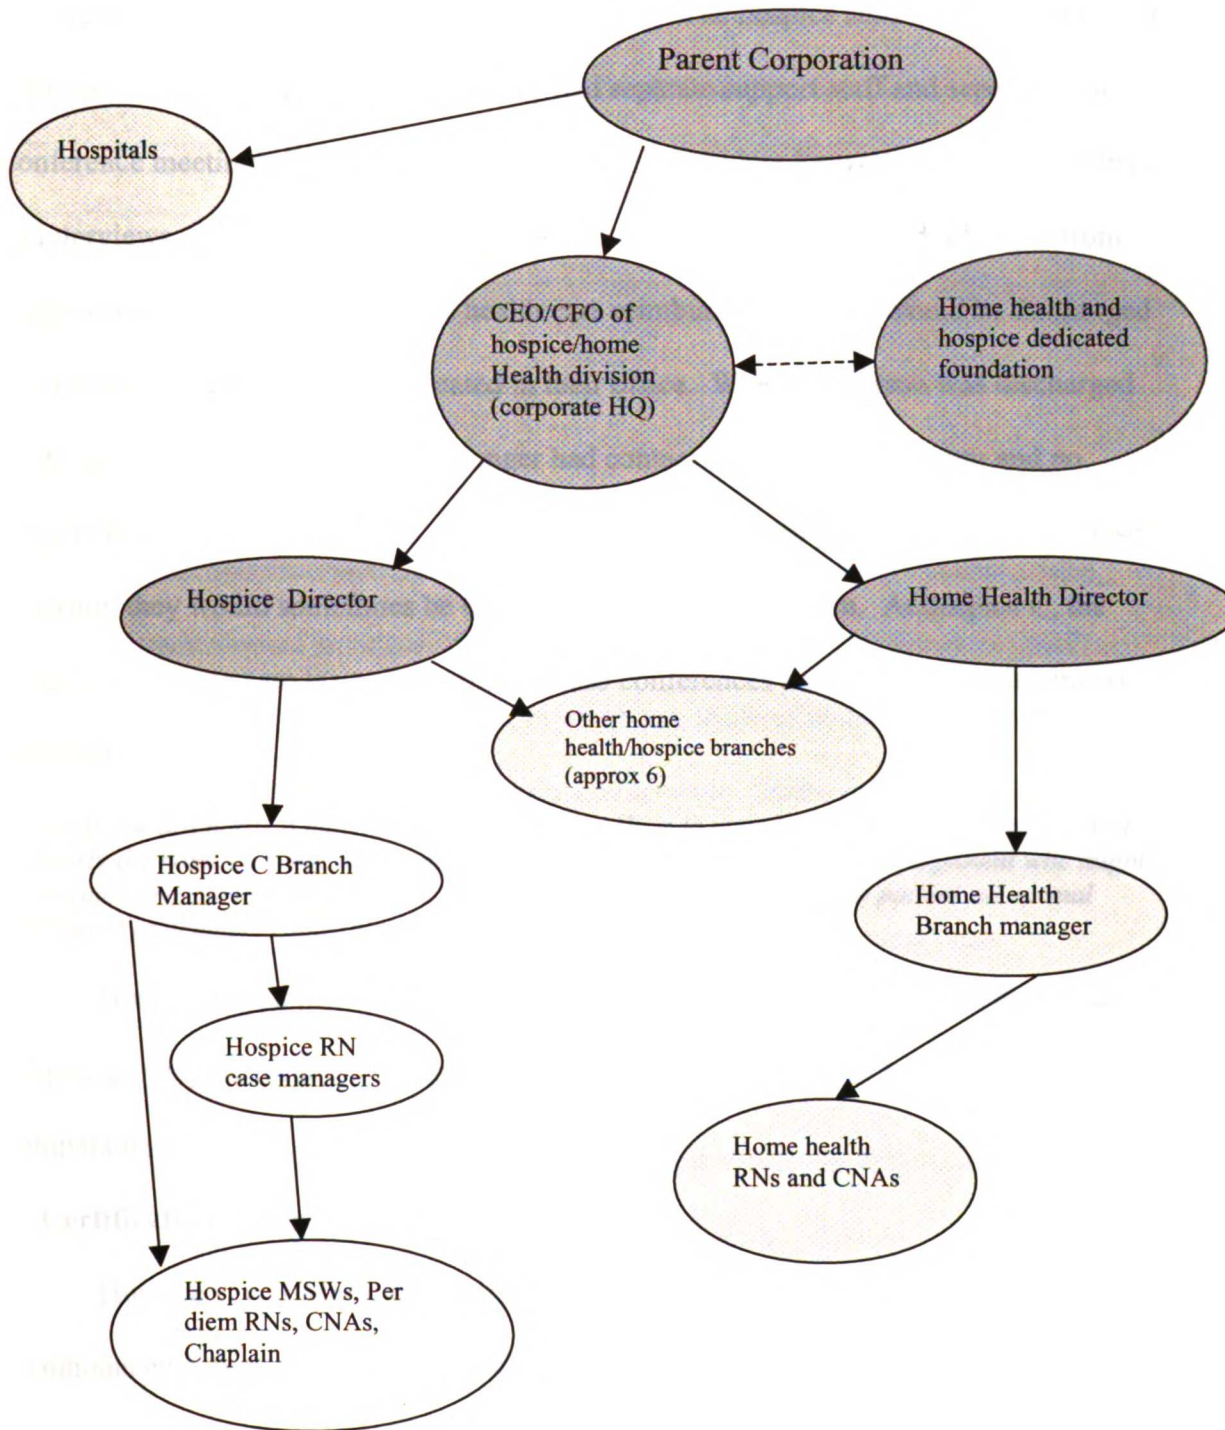 Parent Corporation
Hospitals
CEO/CFO of
hospice/home
Health division
(corporate HQ)
Home health and
hospice dedicated
foundation
Hospice Director
Home Health Director
Other home
health/hospice branches
(approx 6)
Hospice C Branch
Manager
Home Health
Branch manager
Hospice RN
case managers
Home health
RNs and CNAs
Hospice MSWs, Per
diem RNs, CNAs,
Chaplain